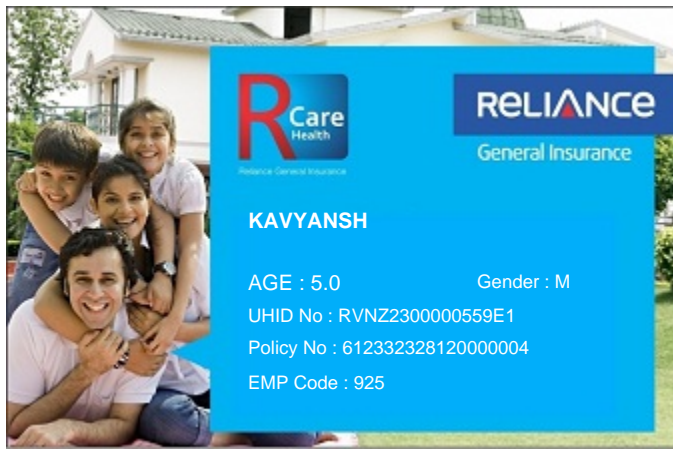 R Care
Health
Reliance General Insurance
RELIANCE
General Insurance
KAVYANSH
AGE : 5.0 Gender : M
UHID No : RVNZ2300000559E1
Policy No : 612332328120000004
EMP Code : 925